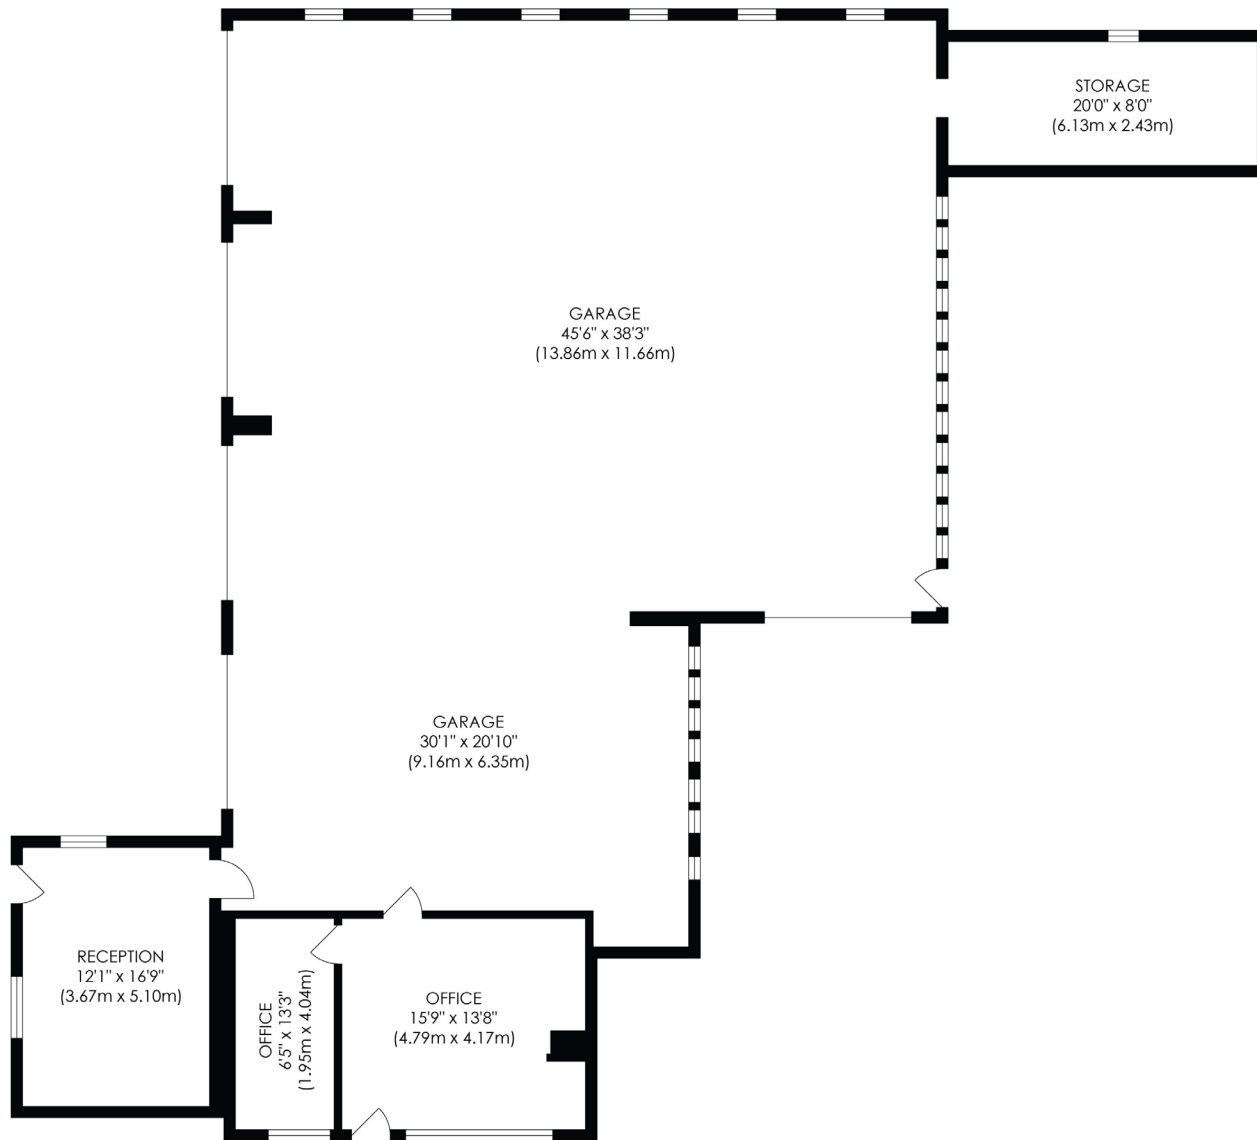 STORAGE
20'0" x 8'0"
(6.13m x 2.43m)
GARAGE
45'6" x 38'3"
(13.86m x 11.66m)
GARAGE
30'1" x 20'10"
(9.16m x 6.35m)
RECEPTION
12'1" x 16'9"
(3.67m x 5.10m)
OFFICE
6'5" x 13'3"
(1.95m x 4.04m)
OFFICE
15'9" x 13'8"
(4.79m x 4.17m)